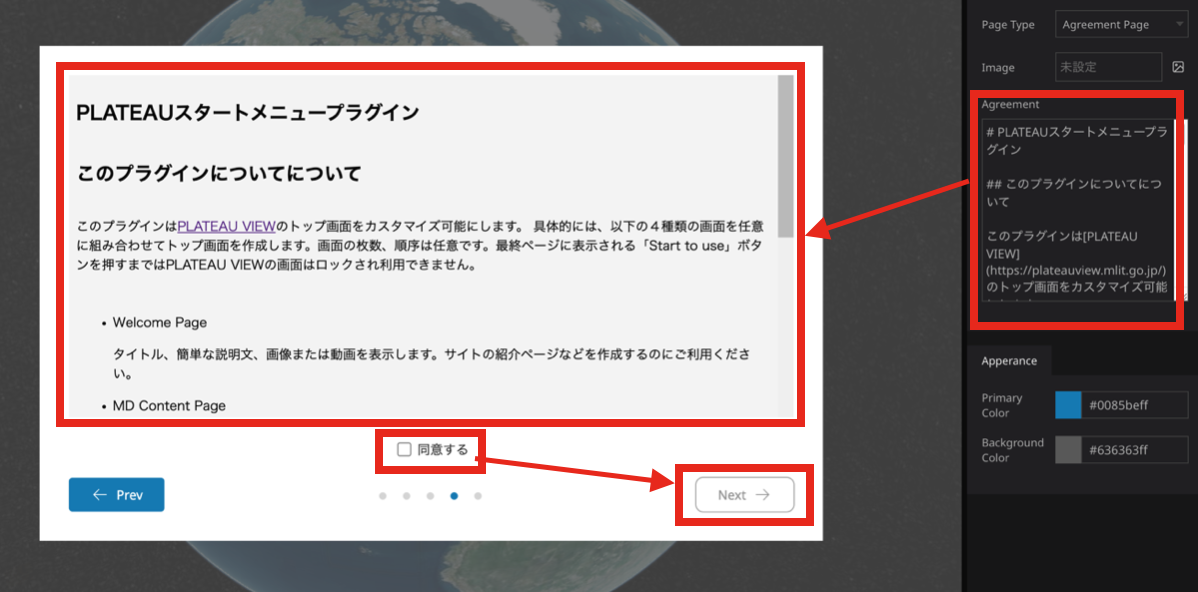 PLATEAUスタートメニュープラグイン
このプラグインについてについて
このプラグインはPLATEAU VIEWのトップ画面をカスタマイズ可能にします。 具体的には、以下の４種類の画面を任意
に組み合わせてトップ画面を作成します。画面の枚数、順序は任意です。最終ページに表示される「Start to use」ボタ
ンを押すまではPLATEAU VIEWの画面はロックされ利用できません。
• Welcome Page
タイトル、簡単な説明文、画像または動画を表示します。サイトの紹介ページなどを作成するのにご利用くださ
い。
• MD Content Page
同意する
← Prev
Next →
Page Type
Agreement Page
Image
未設定
Agreement
# PLATEAUスタートメニュープラ
グイン
## このプラグインについてにつ
いて
このプラグインは[PLATEAU
VIEW]
(https://plateauview.mlit.go.jp/)
のトップ画面をカスタマイズ可能
Apperance
Primary
Color
#0085beff
Background
Color
#636363ff